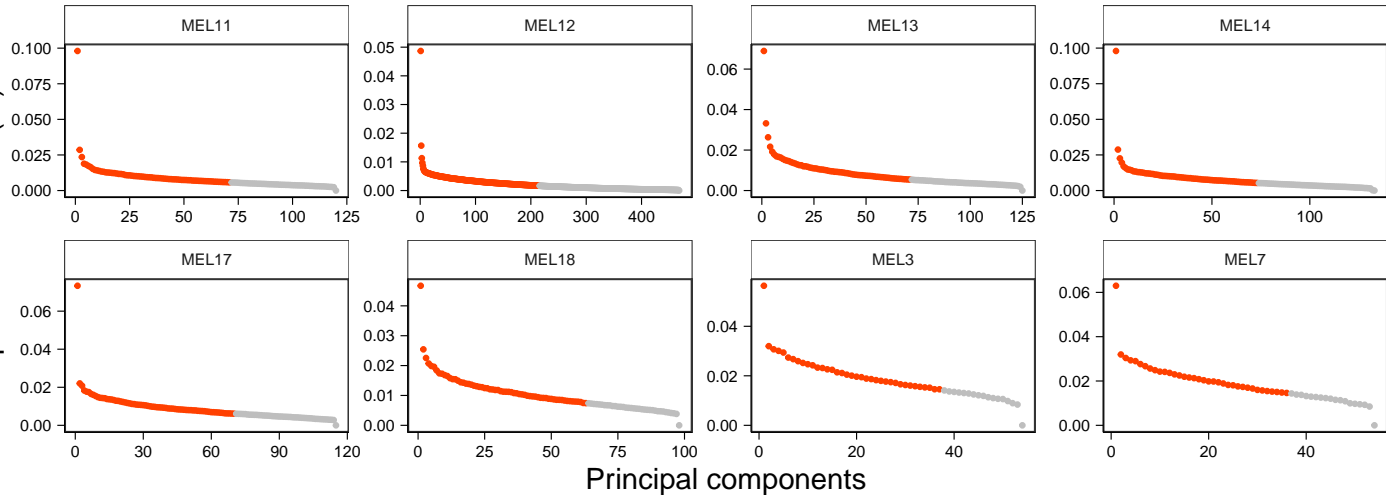 MEL11 MEL12 MEL13 MEL14
0.100 0.075 0.050 0.025 0.000
0 25 50 75 100 125
0.05 0.04 0.03 0.02 0.01 0.00
0 100 200 300 400
0.06 0.04 0.02 0.00
0 25 50 75 100 125
0.100 0.075 0.050 0.025 0.000
0 50 100
MEL17 MEL18 MEL3 MEL7
0.06 0.04 0.02 0.00
0 30 60 90 120
0.04 0.03 0.02 0.01 0.00
0 25 50 75 100
0.04 0.02 0.00
0 20 40
0.06 0.04 0.02 0.00
0 20 40
Principal components